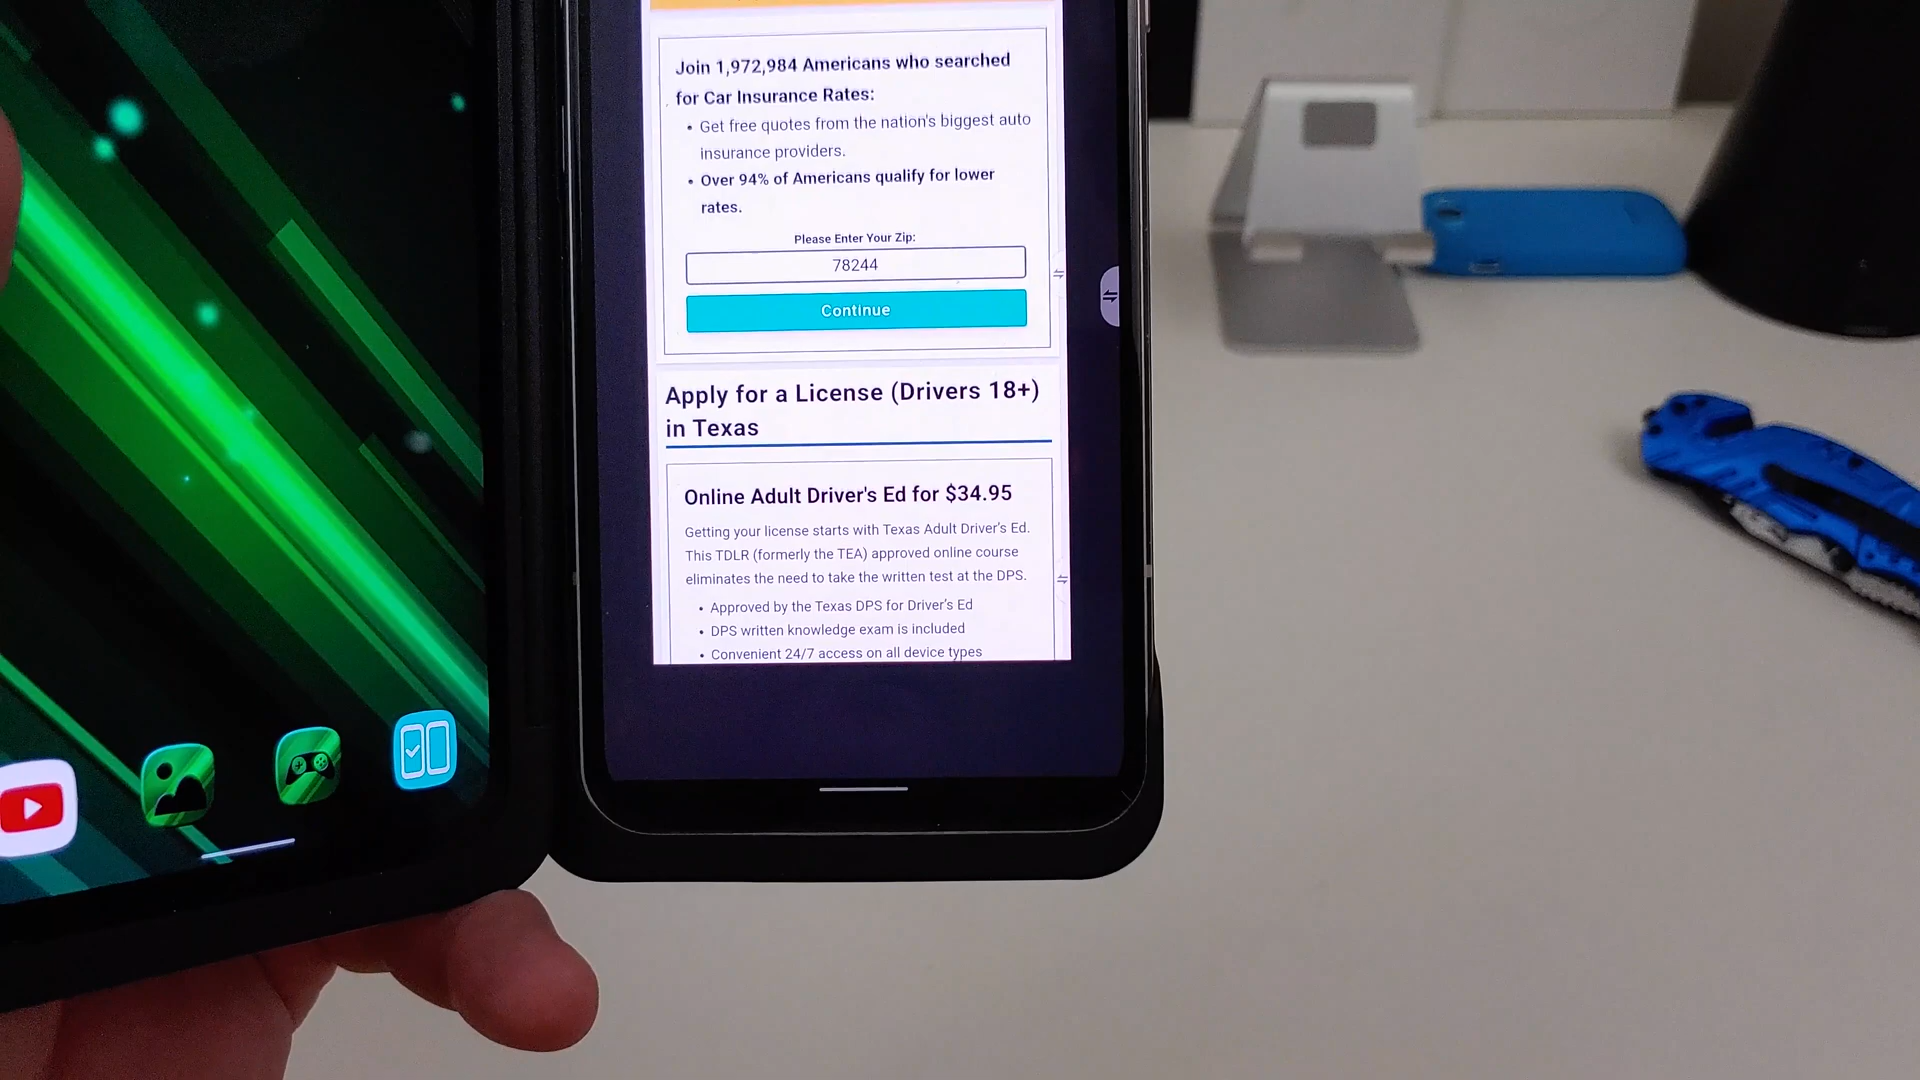 Join 1,972,984 Americans who searched
for Car Insurance Rates:
• Get free quotes from the nation's biggest auto
insurance providers.
• Over 94% of Americans qualify for lower
rates.
Please Enter Your Zip:
78244
Continue
Apply for a License (Drivers 18+)
in Texas
Online Adult Driver's Ed for $34.95
Getting your license starts with Texas Adult Driver's Ed.
This TDLR (formerly the TEA) approved online course
eliminates the need to take the written test at the DPS.
• Approved by the Texas DPS for Driver's Ed
• DPS written knowledge exam is included
• Convenient 24/7 access on all device types